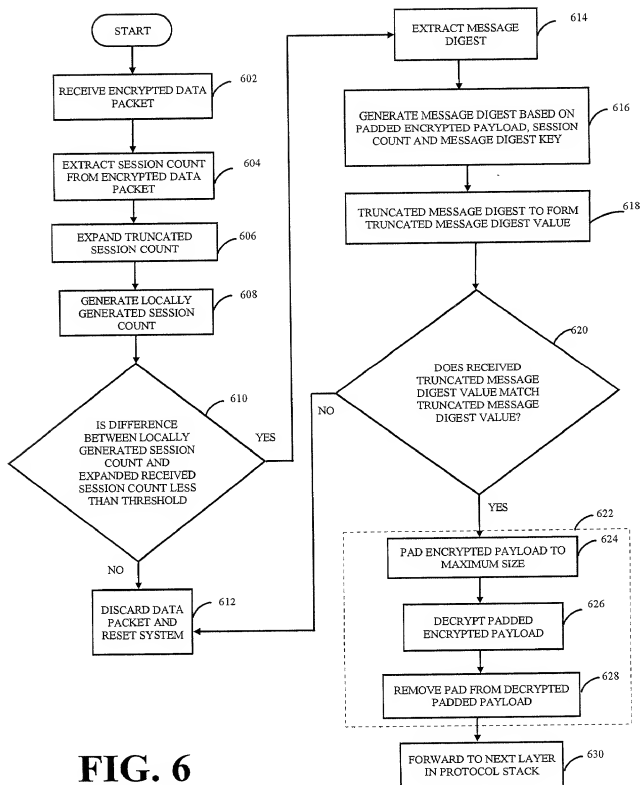 START
602
RECEIVE ENCRYPTED DATA
PACKET
604
EXTRACT SESSION COUNT
FROM ENCRYPTED DATA
PACKET
606
EXPAND TRUNCATED
SESSION COUNT
608
GENERATE LOCALLY
GENERATED SESSION
COUNT
610
IS DIFFERENCE
BETWEEN LOCALLY
GENERATED SESSION
COUNT AND
EXPANDED RECEIVED
SESSION COUNT LESS
THAN THRESHOLD
YES
NO
612
DISCARD DATA
PACKET AND
RESET SYSTEM
614
EXTRACT MESSAGE
DIGEST
616
GENERATE MESSAGE DIGEST BASED ON
PADDED ENCRYPTED PAYLOAD, SESSION
COUNT AND MESSAGE DIGEST KEY
618
TRUNCATED MESSAGE DIGEST TO FORM
TRUNCATED MESSAGE DIGEST VALUE
620
DOES RECEIVED
TRUNCATED MESSAGE
DIGEST VALUE MATCH
TRUNCATED MESSAGE
DIGEST VALUE?
NO
YES
622
624
PAD ENCRYPTED PAYLOAD TO
MAXIMUM SIZE
626
DECRYPT PADDED
ENCRYPTED PAYLOAD
628
REMOVE PAD FROM DECRYPTED
PADDED PAYLOAD
630
FORWARD TO NEXT LAYER
IN PROTOCOL STACK
FIG. 6